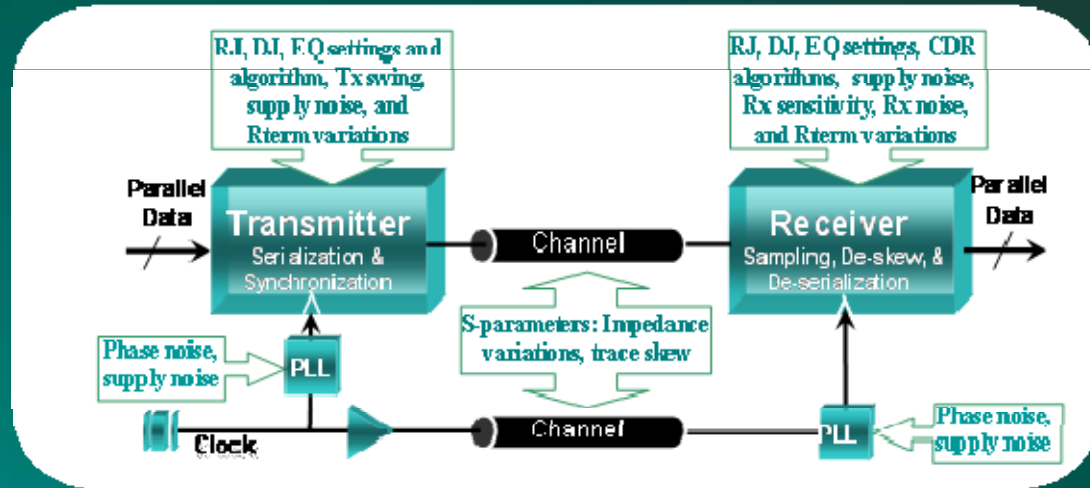 RJ, DJ, EQ settings and
algorithm, Tx swing,
supply noise, and
Rterm variations
RJ, DJ, EQ settings, CDR
algorithms, supply noise,
Rx sensitivity, Rx noise,
and Rterm variations
Parallel
Data
Transmitter
Serialization &
Synchronization
Channel
Receiver
Sampling, De-skew, &
De-serialization
Parallel
Data
S-parameters: Impedance
variations, trace skew
Phase noise,
supply noise
PLL
Clock
Channel
PLL
Phase noise,
supply noise